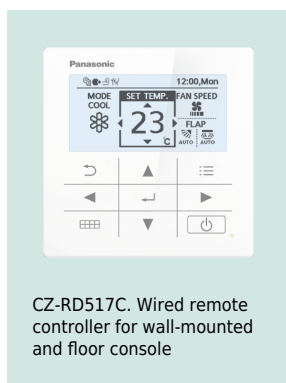 Panasonic
12:00,Mon
MODE
COOL
SET TEMP.
23
°C
FAN SPEED
FLAP
AUTO AUTO
CZ-RD517C. Wired remote
controller for wall-mounted
and floor console